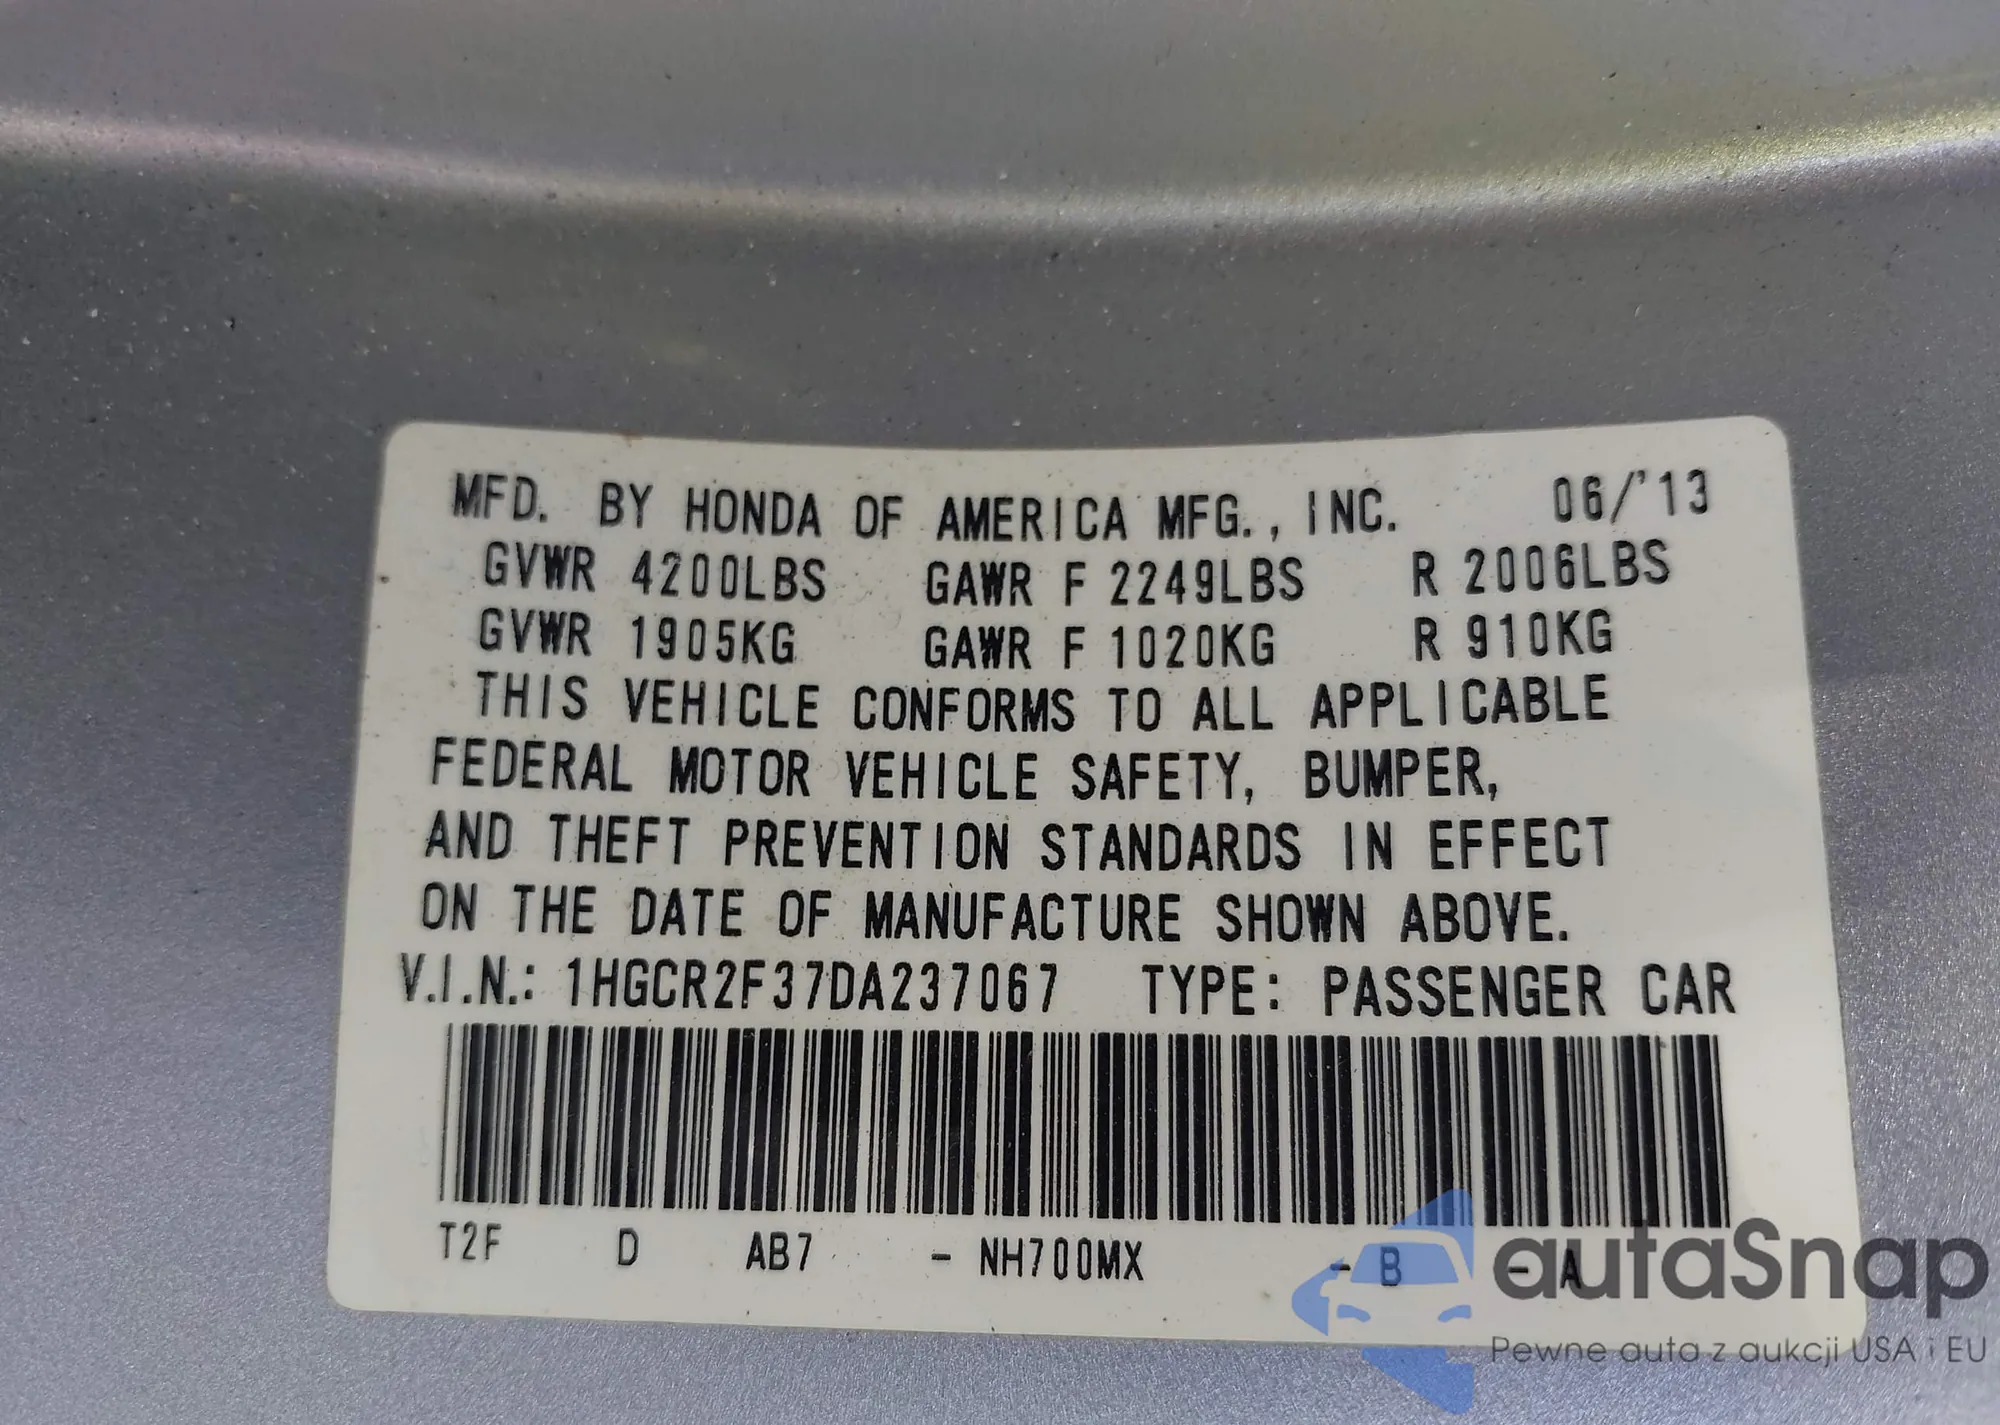 MFD. BY HONDA OF AMERICA MFG., INC. 06/'13
GVWR 4200LBS GAWR F 2249LBS R 2006LBS
GVWR 1905KG GAWR F 1020KG R 910KG
THIS VEHICLE CONFORMS TO ALL APPLICABLE
FEDERAL MOTOR VEHICLE SAFETY, BUMPER,
AND THEFT PREVENTION STANDARDS IN EFFECT
ON THE DATE OF MANUFACTURE SHOWN ABOVE.
V.I.N.: 1HGCR2F37DA237067 TYPE: PASSENGER CAR
T2F D AB7 - NH700MX - B - A
autaSnap
Pewne auta z aukcji USA i EU